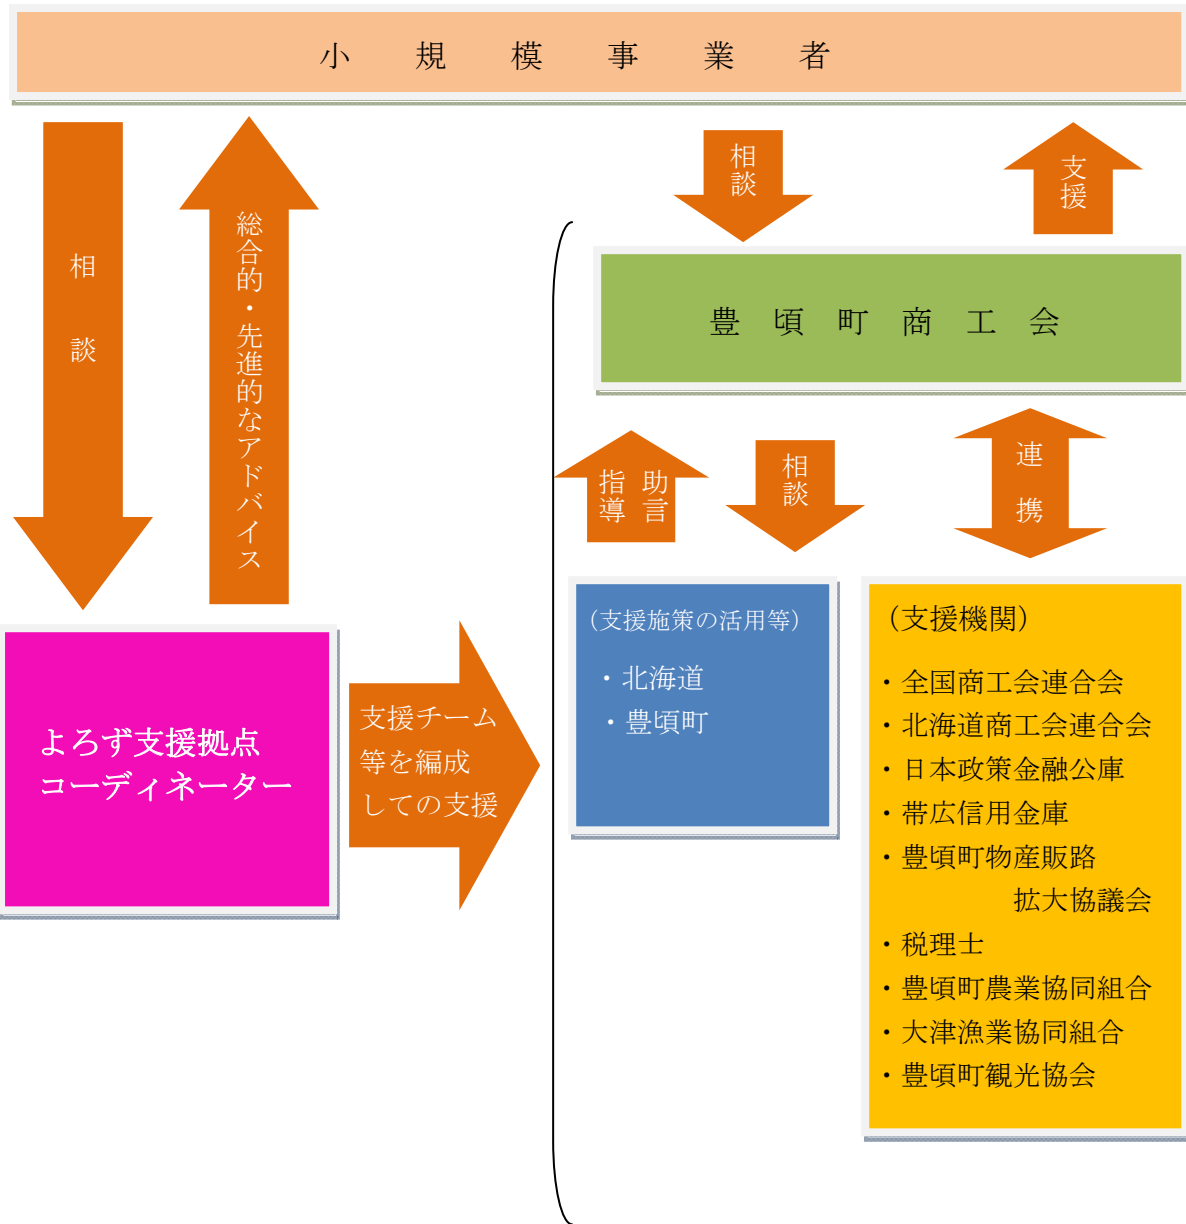 小規模事業者
相談
総合的・先進的なアドバイス
相談
支援
豊頃町商工会
指導
助言
相談
連携
よろず支援拠点
コーディネーター
支援チーム
等を編成
しての支援
（支援施策の活用等）
・北海道
・豊頃町
（支援機関）
・全国商工会連合会
・北海道商工会連合会
・日本政策金融公庫
・帯広信用金庫
・豊頃町物産販路
拡大協議会
・税理士
・豊頃町農業協同組合
・大津漁業協同組合
・豊頃町観光協会